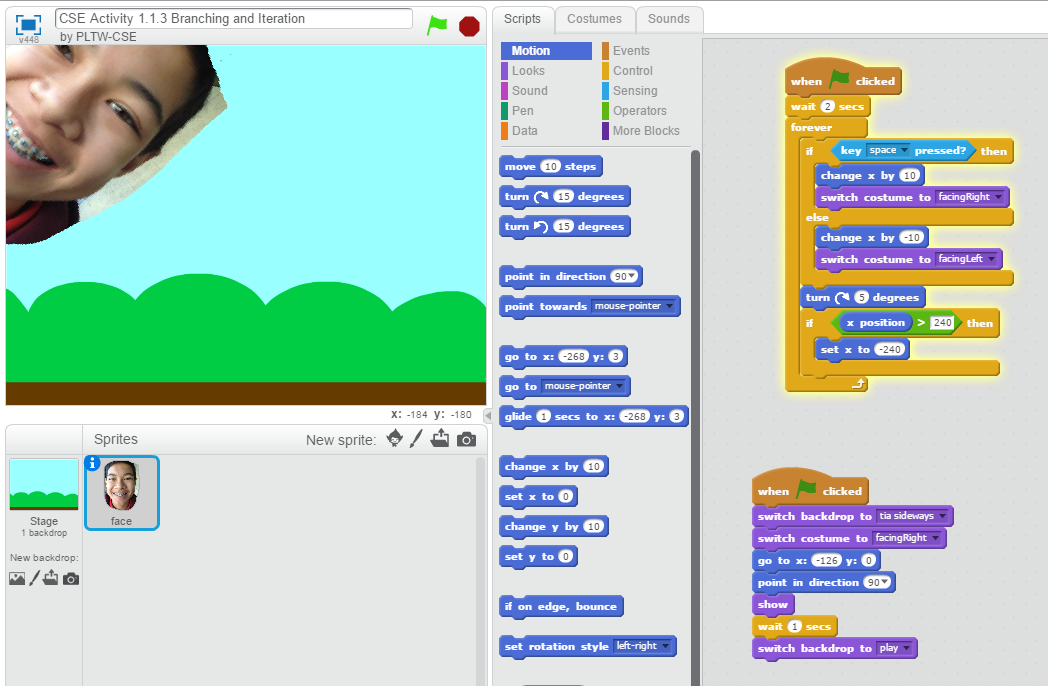 CSE Activity 1.1.3 Branching and Iteration
by PLTW-CSE
v448
x: -184 y: -180
Sprites
New sprite:
Stage
1 backdrop
New backdrop:
face
Scripts Costumes Sounds
Motion Events
Looks Control
Sound Sensing
Pen Operators
Data More Blocks
move 10 steps
turn 15 degrees
turn 15 degrees
point in direction 90
point towards mouse-pointer
go to x: -268 y: 3
go to mouse-pointer
glide 1 secs to x: -268 y: 3
change x by 10
set x to 0
change y by 10
set y to 0
if on edge, bounce
set rotation style left-right
when clicked
wait 2 secs
forever
if key space pressed? then
change x by 10
switch costume to facingRight
else
change x by -10
switch costume to facingLeft
turn 5 degrees
if x position > 240 then
set x to -240
when clicked
switch backdrop to tia sideways
switch costume to facingRight
go to x: -126 y: 0
point in direction 90
show
wait 1 secs
switch backdrop to play